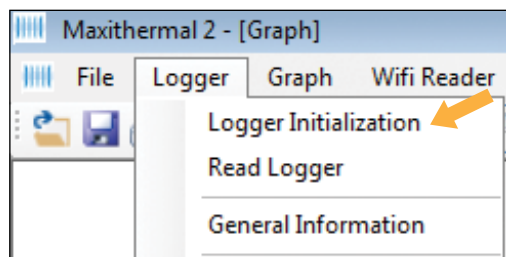 Maxithermal 2 - [Graph]
File Logger Graph Wifi Reader
Logger Initialization
Read Logger
General Information